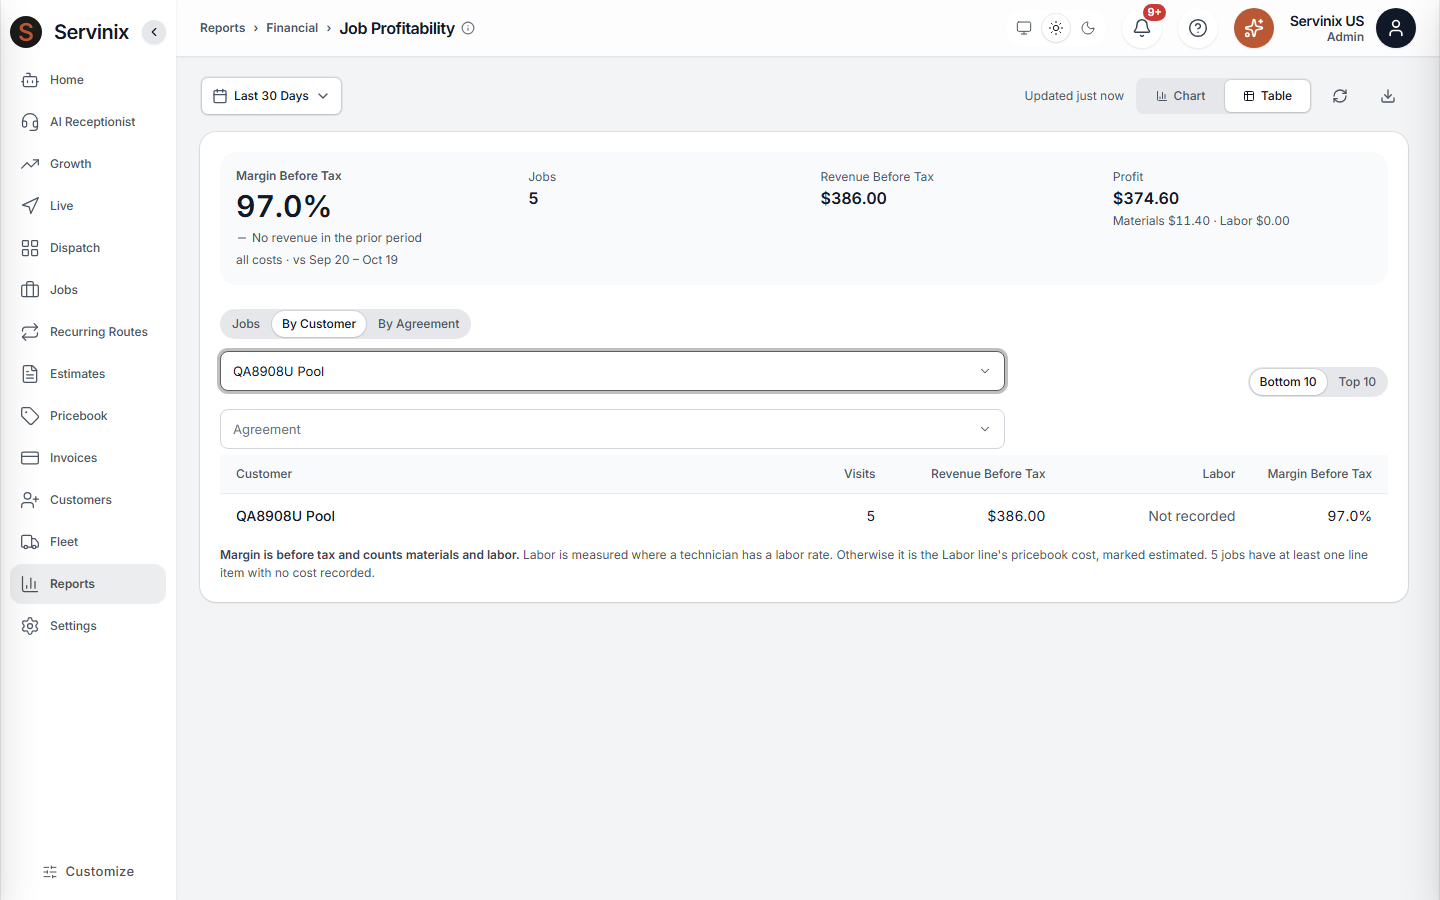 S Servinix
Reports › Financial › Job Profitability
9+
Servinix US
Admin
Home
AI Receptionist
Growth
Live
Dispatch
Jobs
Recurring Routes
Estimates
Pricebook
Invoices
Customers
Fleet
Reports
Settings
Customize
Last 30 Days
Updated just now
Chart
Table
Margin Before Tax
97.0%
– No revenue in the prior period
all costs · vs Sep 20 – Oct 19
Jobs
5
Revenue Before Tax
$386.00
Profit
$374.60
Materials $11.40 · Labor $0.00
Jobs By Customer By Agreement
QA8908U Pool
Bottom 10 Top 10
Agreement
Customer Visits Revenue Before Tax Labor Margin Before Tax
QA8908U Pool 5 $386.00 Not recorded 97.0%
Margin is before tax and counts materials and labor. Labor is measured where a technician has a labor rate. Otherwise it is the Labor line's pricebook cost, marked estimated. 5 jobs have at least one line
item with no cost recorded.